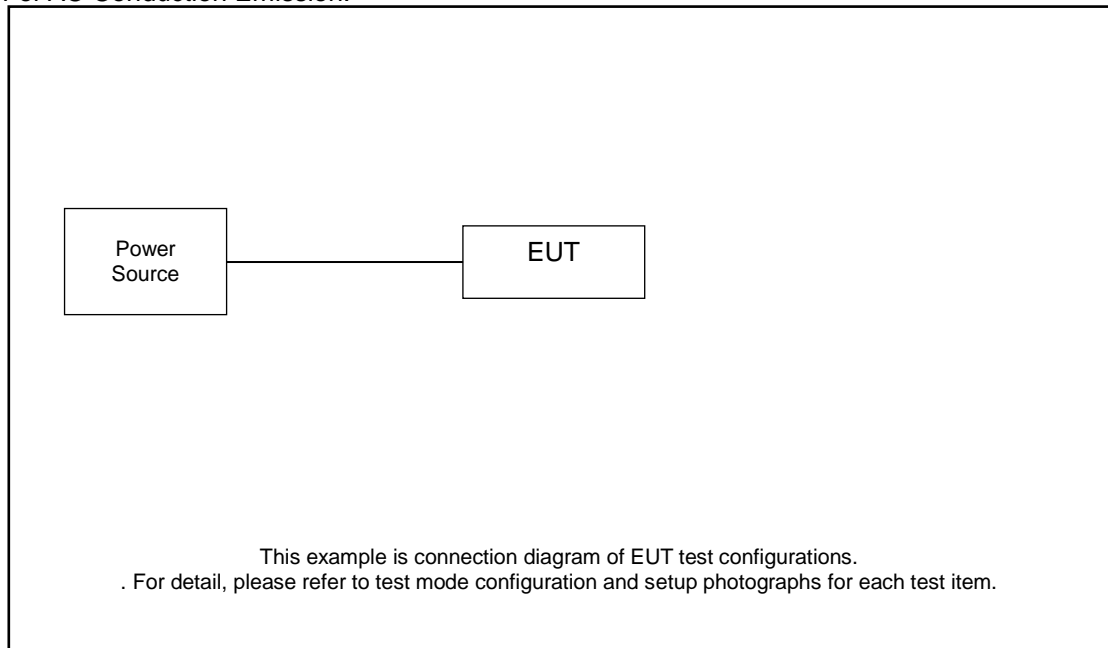 For AC Conduction Emission:
Power
Source
EUT
This example is connection diagram of EUT test configurations.
. For detail, please refer to test mode configuration and setup photographs for each test item.